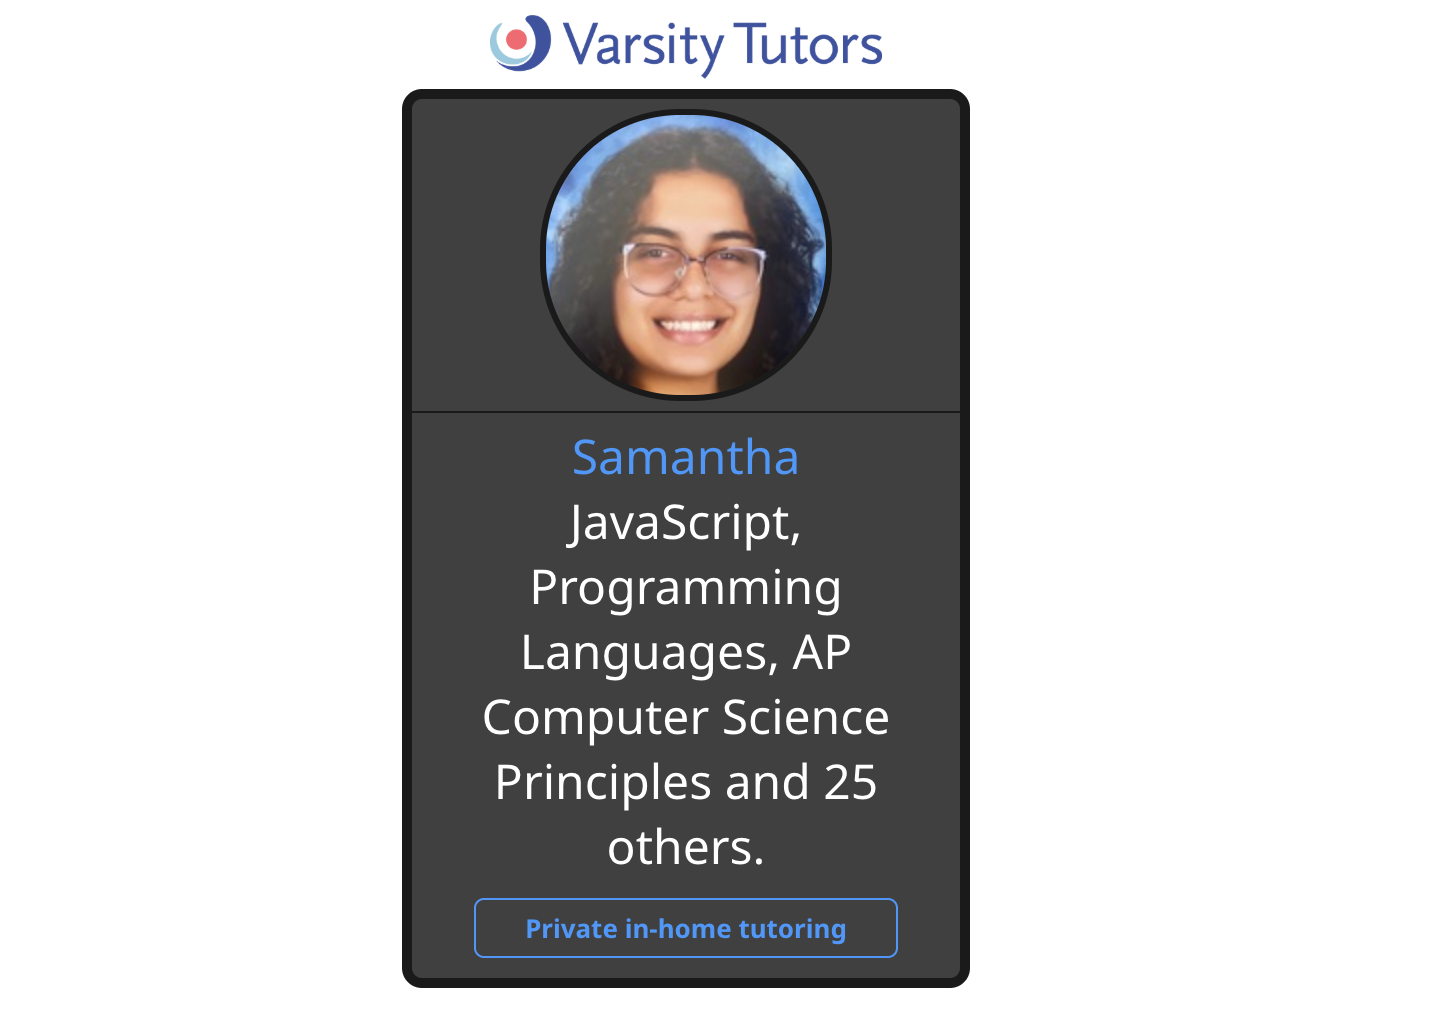 Varsity Tutors
Samantha
JavaScript,
Programming
Languages, AP
Computer Science
Principles and 25
others.
Private in-home tutoring